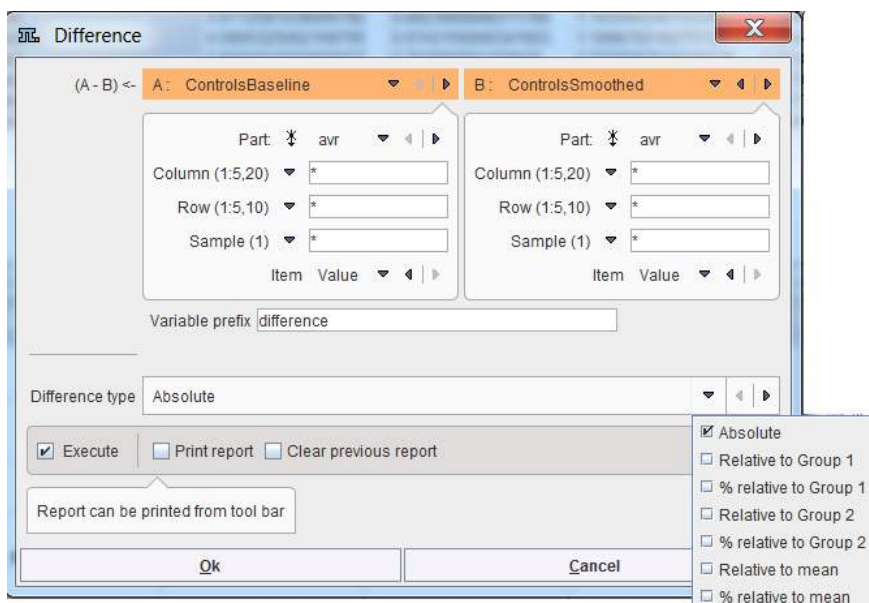 Difference
(A - B) <- A: ControlsBaseline B: ControlsSmoothed
Part: avr Part: avr
Column (1:5,20) * Column (1:5,20) *
Row (1:5,10) * Row (1:5,10) *
Sample (1) * Sample (1) *
Item Value Item Value
Variable prefix difference
Difference type Absolute
Absolute
Execute Print report Clear previous report
Relative to Group 1
% relative to Group 1
Report can be printed from tool bar
Relative to Group 2
% relative to Group 2
Ok Cancel
Relative to mean
% relative to mean